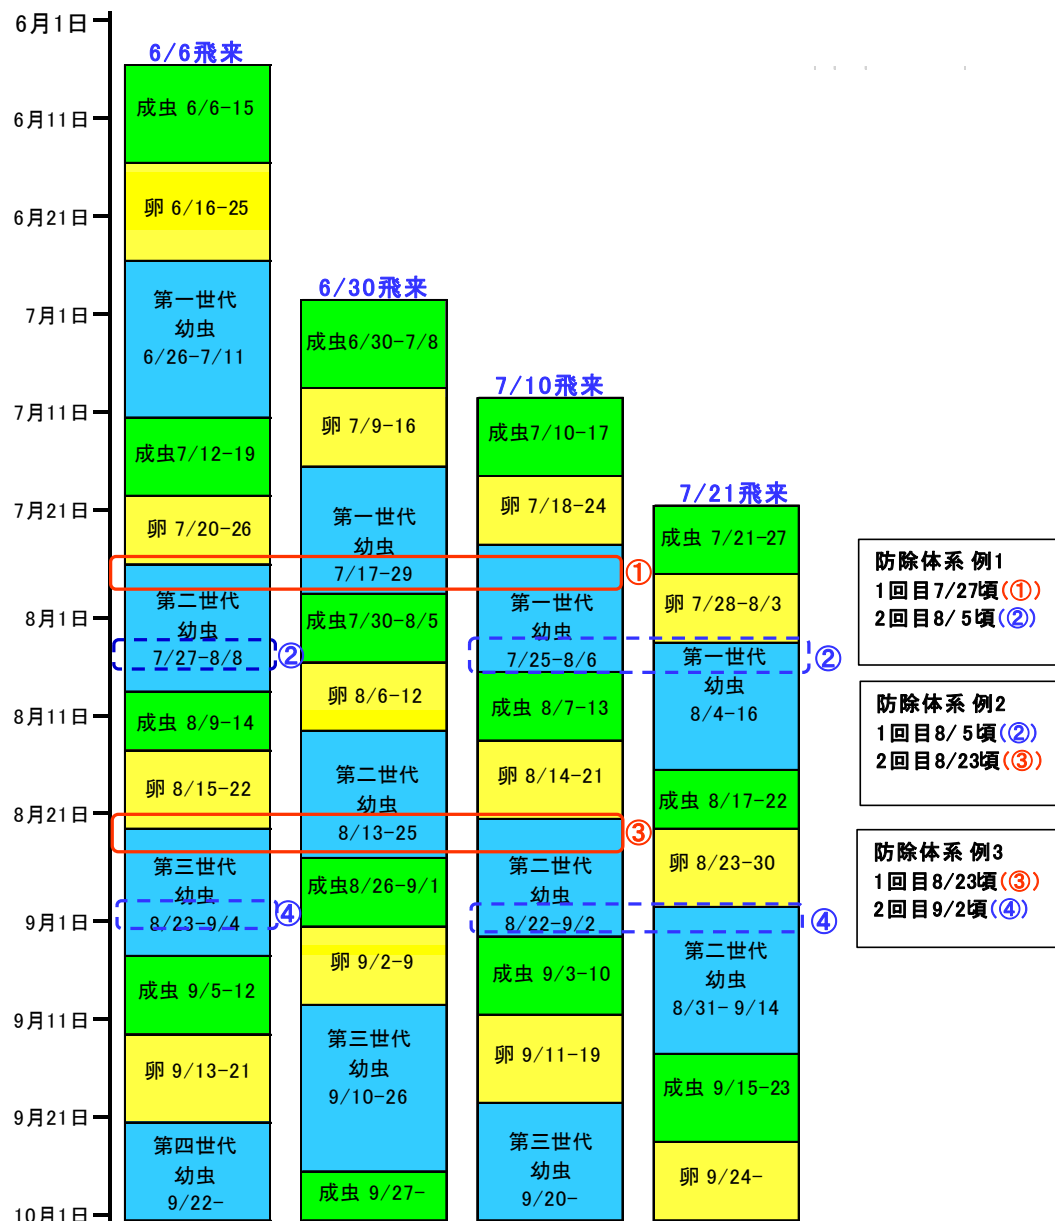 6月1日
6月11日
6月21日
7月1日
7月11日
7月21日
8月1日
8月11日
8月21日
9月1日
9月11日
9月21日
10月1日
6/6飛来
成虫 6/6-15
卵 6/16-25
第一世代
幼虫
6/26-7/11
成虫7/12-19
卵 7/20-26
第二世代
幼虫
7/27-8/8
成虫 8/9-14
卵 8/15-22
第三世代
幼虫
8/23-9/4
成虫 9/5-12
卵 9/13-21
第四世代
幼虫
9/22-
②
④
6/30飛来
成虫6/30-7/8
卵 7/9-16
第一世代
幼虫
7/17-29
成虫7/30-8/5
卵 8/6-12
第二世代
幼虫
8/13-25
成虫8/26-9/1
卵 9/2-9
第三世代
幼虫
9/10-26
成虫 9/27-
7/10飛来
成虫7/10-17
卵 7/18-24
第一世代
幼虫
7/25-8/6
成虫 8/7-13
卵 8/14-21
第二世代
幼虫
8/22-9/2
成虫 9/3-10
卵 9/11-19
第三世代
幼虫
9/20-
①
③
7/21飛来
成虫 7/21-27
卵 7/28-8/3
第一世代
幼虫
8/4-16
成虫 8/17-22
卵 8/23-30
第二世代
幼虫
8/31- 9/14
成虫 9/15-23
卵 9/24-
②
④
防除体系 例1
1回目7/27頃(①)
2回目8/ 5頃(②)
防除体系 例2
1回目8/ 5頃(②)
2回目8/23頃(③)
防除体系 例3
1回目8/23頃(③)
2回目9/2頃(④)